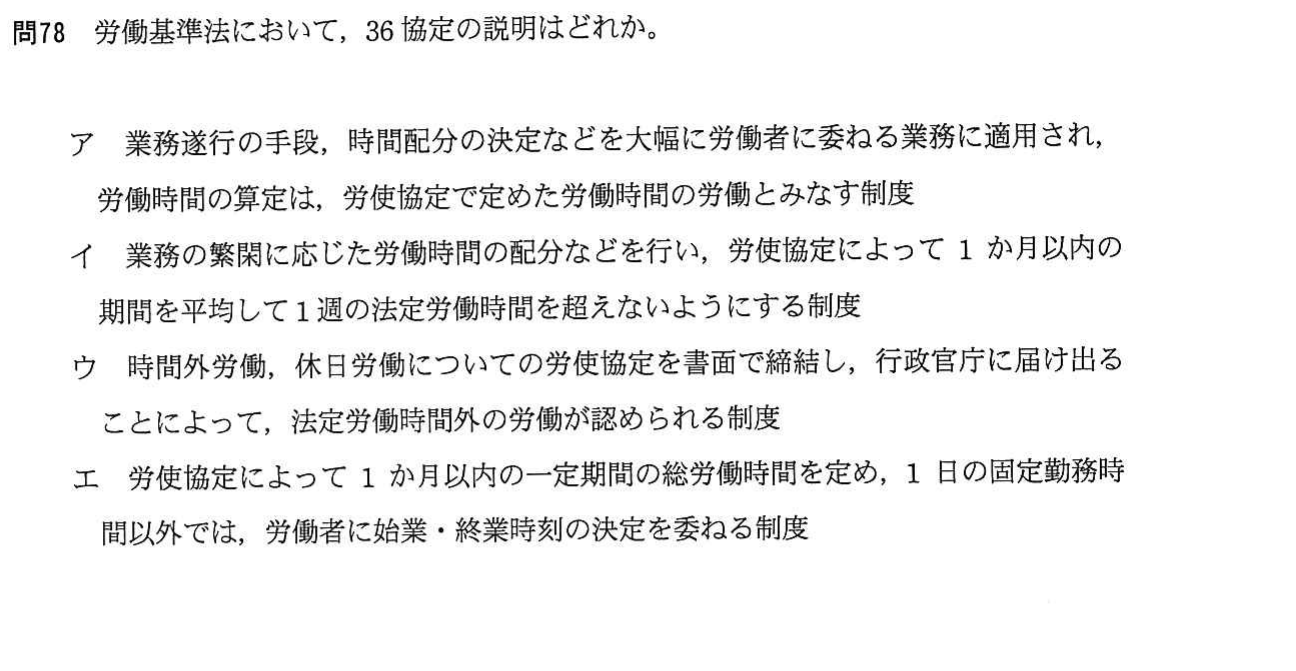 問78 労働基準法において，36 協定の説明はどれか。
ア 業務遂行の手段，時間配分の決定などを大幅に労働者に委ねる業務に適用され，
労働時間の算定は，労使協定で定めた労働時間の労働とみなす制度
イ 業務の繁閑に応じた労働時間の配分などを行い，労使協定によって 1 か月以内の
期間を平均して 1 週の法定労働時間を超えないようにする制度
ウ 時間外労働，休日労働についての労使協定を書面で締結し，行政官庁に届け出る
ことによって，法定労働時間外の労働が認められる制度
エ 労使協定によって 1 か月以内の一定期間の総労働時間を定め，1 日の固定勤務時
間以外では，労働者に始業・終業時刻の決定を委ねる制度